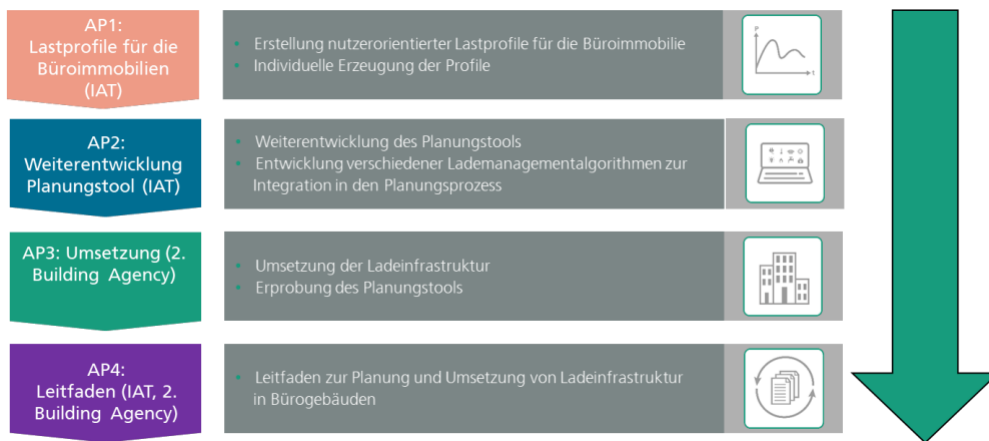 AP1:
Lastprofile für die
Büroimmobilien
(IAT)
• Erstellung nutzerorientierter Lastprofile für die Büroimmobilie
• Individuelle Erzeugung der Profile
P
t
AP2:
Weiterentwicklung
Planungstool (IAT)
• Weiterentwicklung des Planungstools
• Entwicklung verschiedener Lademanagementalgorithmen zur
Integration in den Planungsprozess
AP3: Umsetzung (2.
Building Agency)
• Umsetzung der Ladeinfrastruktur
• Erprobung des Planungstools
AP4:
Leitfaden (IAT, 2.
Building Agency)
• Leitfaden zur Planung und Umsetzung von Ladeinfrastruktur
in Bürogebäuden